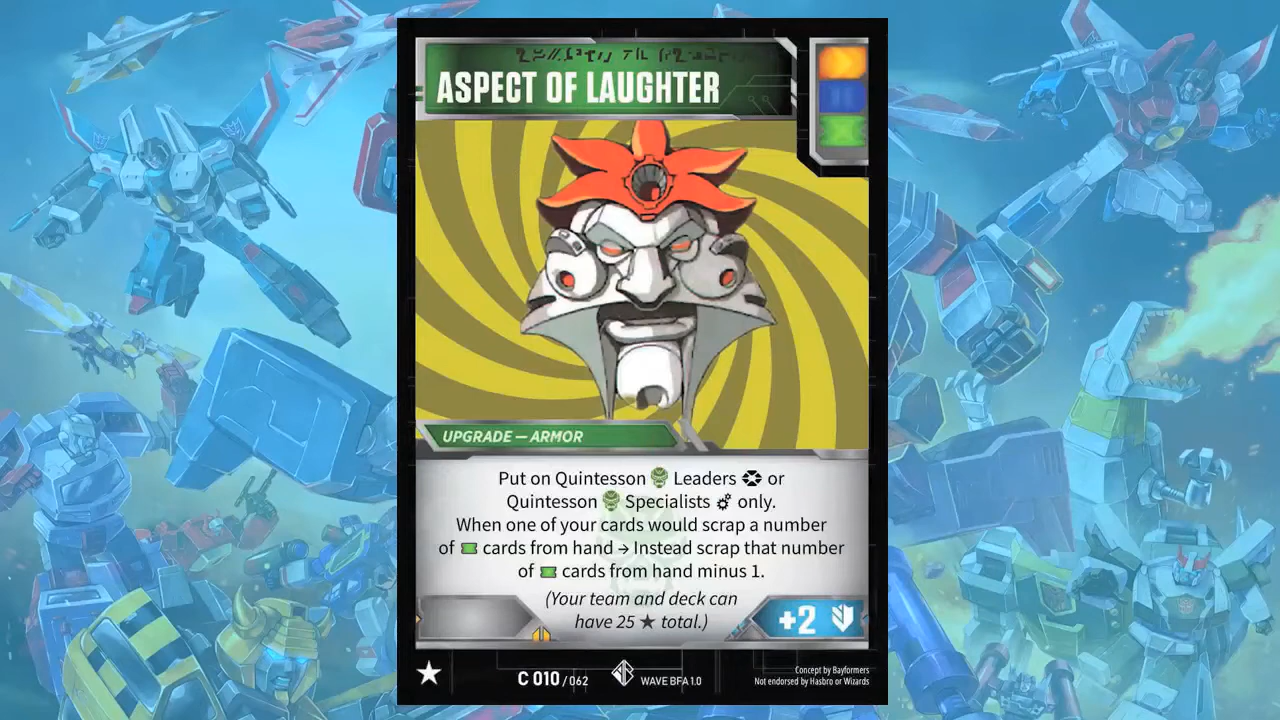 ASPECT OF LAUGHTER
UPGRADE — ARMOR
Put on Quintesson Leaders or
Quintesson Specialists only.
When one of your cards would scrap a number
of cards from hand → Instead scrap that number
of cards from hand minus 1.
(Your team and deck can
have 25 ★ total.)
+2
C 010/062
WAVE BFA 1.0
Concept by Bayformers
Not endorsed by Hasbro or Wizards